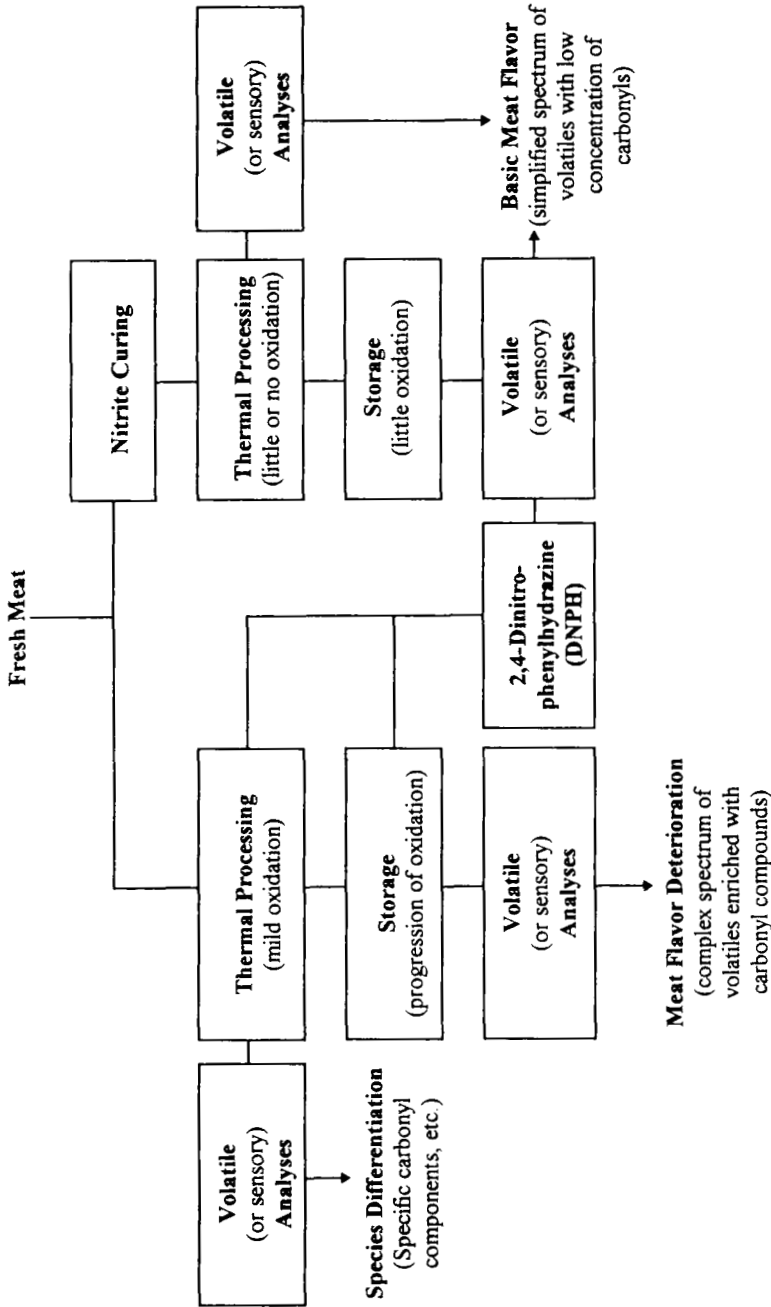 Fresh Meat
Nitrite Curing
Volatile
(or sensory)
Analyses
Thermal Processing
(mild oxidation)
Thermal Processing
(little or no oxidation)
Volatile
(or sensory)
Analyses
Species Differentiation
(Specific carbonyl
components, etc.)
Storage
(progression of oxidation)
Storage
(little oxidation)
Volatile
(or sensory)
Analyses
2,4-Dinitro-
phenylhydrazine
(DNPH)
Volatile
(or sensory)
Analyses
Basic Meat Flavor
(simplified spectrum of
volatiles with low
concentration of
carbonyls)
Meat Flavor Deterioration
(complex spectrum of
volatiles enriched with
carbonyl compounds)